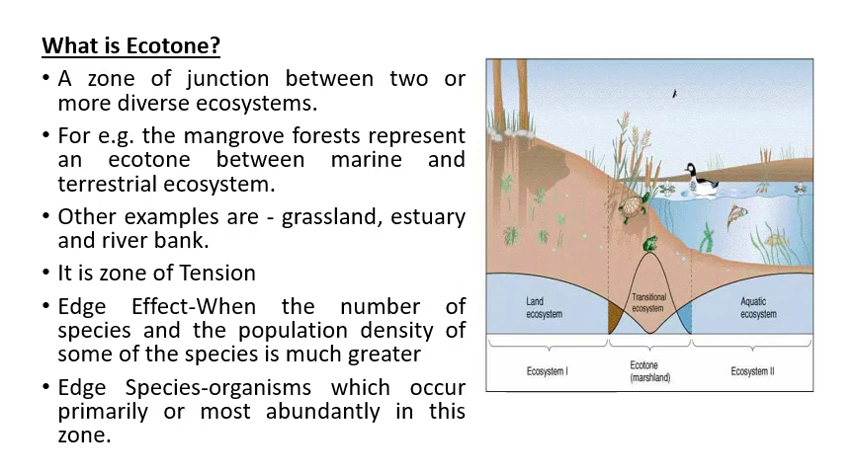 What is Ecotone?
• A zone of junction between two or
more diverse ecosystems.
• For e.g. the mangrove forests represent
an ecotone between marine and
terrestrial ecosystem.
• Other examples are - grassland, estuary
and river bank.
• It is zone of Tension
• Edge Effect-When the number of
species and the population density of
some of the species is much greater
• Edge Species-organisms which occur
primarily or most abundantly in this
zone.
Land
ecosystem
Transitional
ecosystem
Aquatic
ecosystem
Ecosystem I
Ecotone
(marshland)
Ecosystem II